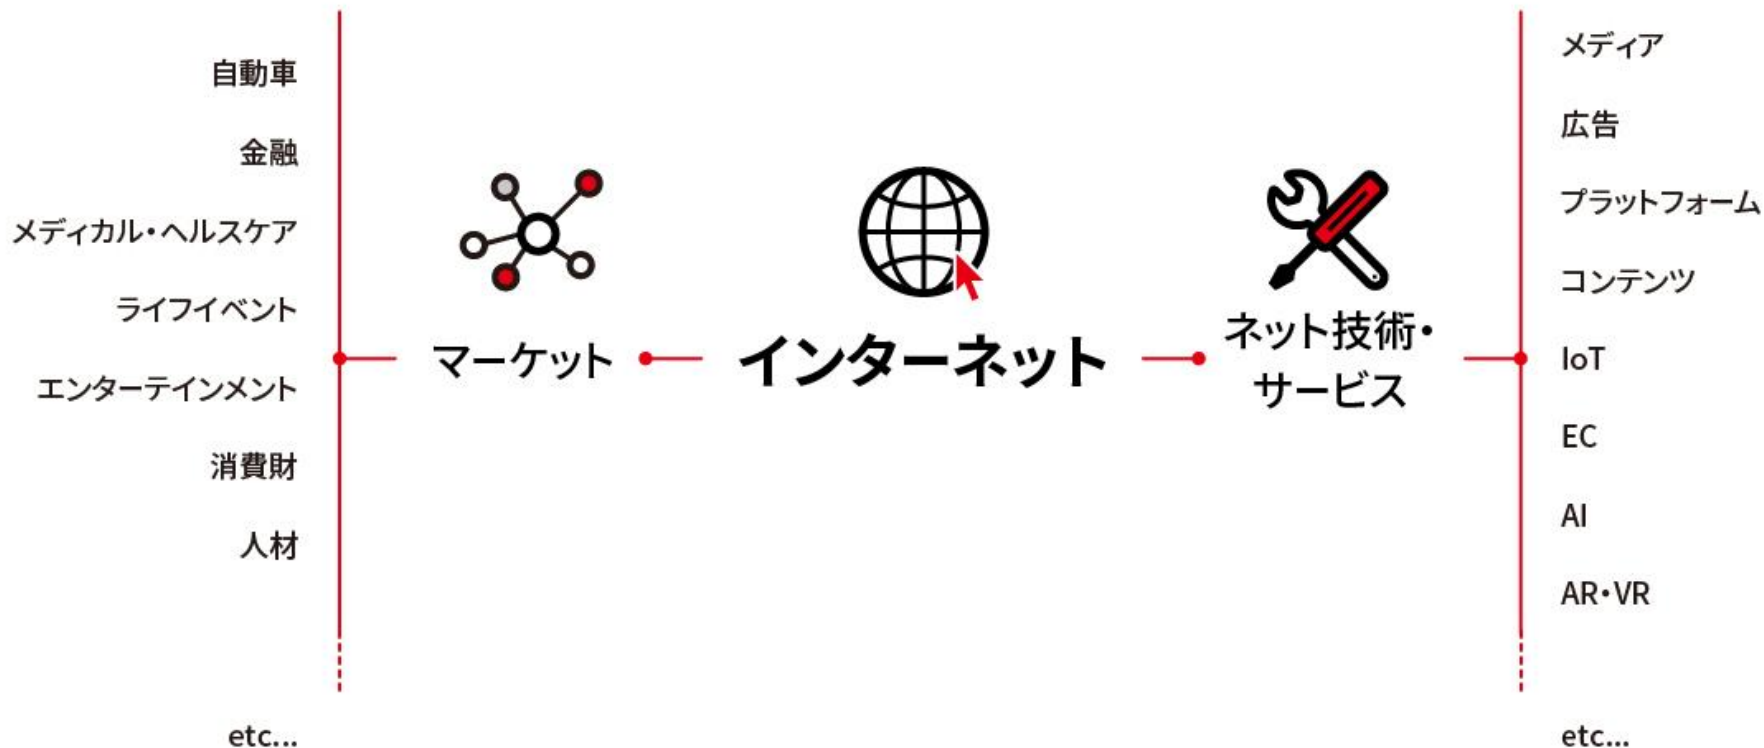 自動車
金融
メディカル・ヘルスケア
ライフイベント
エンターテインメント
消費財
人材
etc...
マーケット
インターネット
ネット技術・
サービス
メディア
広告
プラットフォーム
コンテンツ
IoT
EC
AI
AR・VR
etc...